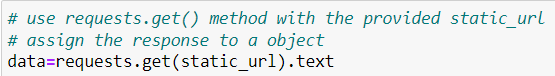 # use requests.get() method with the provided static_url
# assign the response to a object
data=requests.get(static_url).text